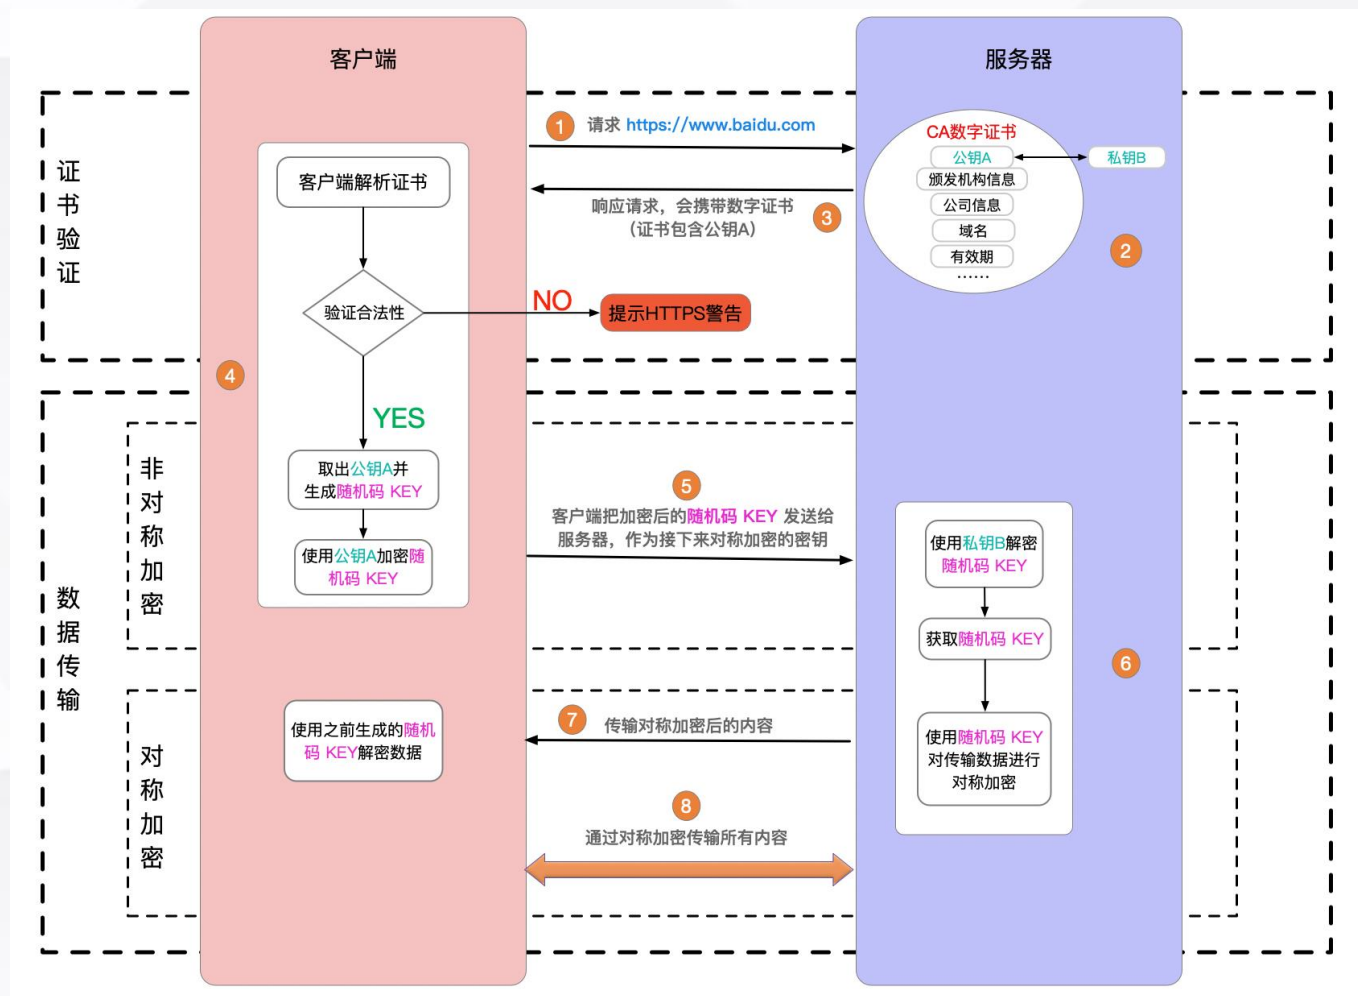 客户端
服务器
证
书
验
证
1
请求 https://www.baidu.com
CA数字证书
公钥A
私钥B
颁发机构信息
公司信息
域名
有效期
……
2
客户端解析证书
响应请求，会携带数字证书
（证书包含公钥A）
3
验证合法性
NO
提示HTTPS警告
4
YES
数
据
传
输
非
对
称
加
密
取出公钥A并
生成随机码 KEY
使用公钥A加密随
机码 KEY
5
客户端把加密后的随机码 KEY 发送给
服务器，作为接下来对称加密的密钥
使用私钥B解密
随机码 KEY
获取随机码 KEY
6
使用随机码 KEY
对传输数据进行
对称加密
对
称
加
密
使用之前生成的随机
码 KEY解密数据
7
传输对称加密后的内容
8
通过对称加密传输所有内容